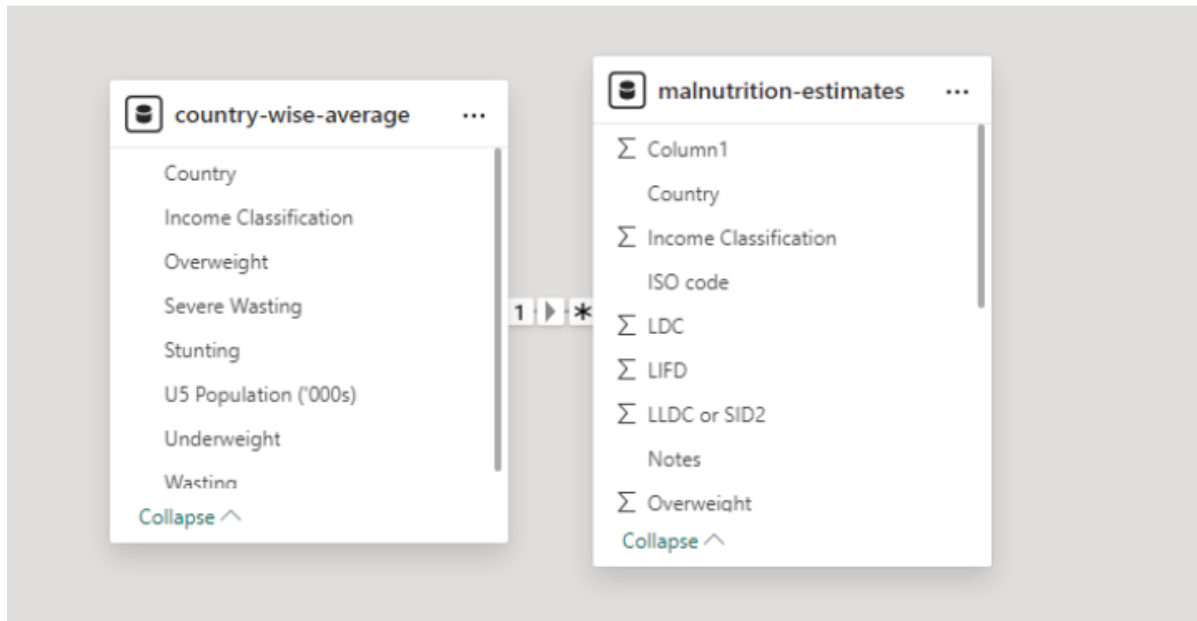 country-wise-average ...
Country
Income Classification
Overweight
Severe Wasting
Stunting
U5 Population ('000s)
Underweight
Wasting
Collapse
1 *
malnutrition-estimates ...
Σ Column1
Country
Σ Income Classification
ISO code
Σ LDC
Σ LIFD
Σ LLDC or SID2
Notes
Σ Overweight
Collapse